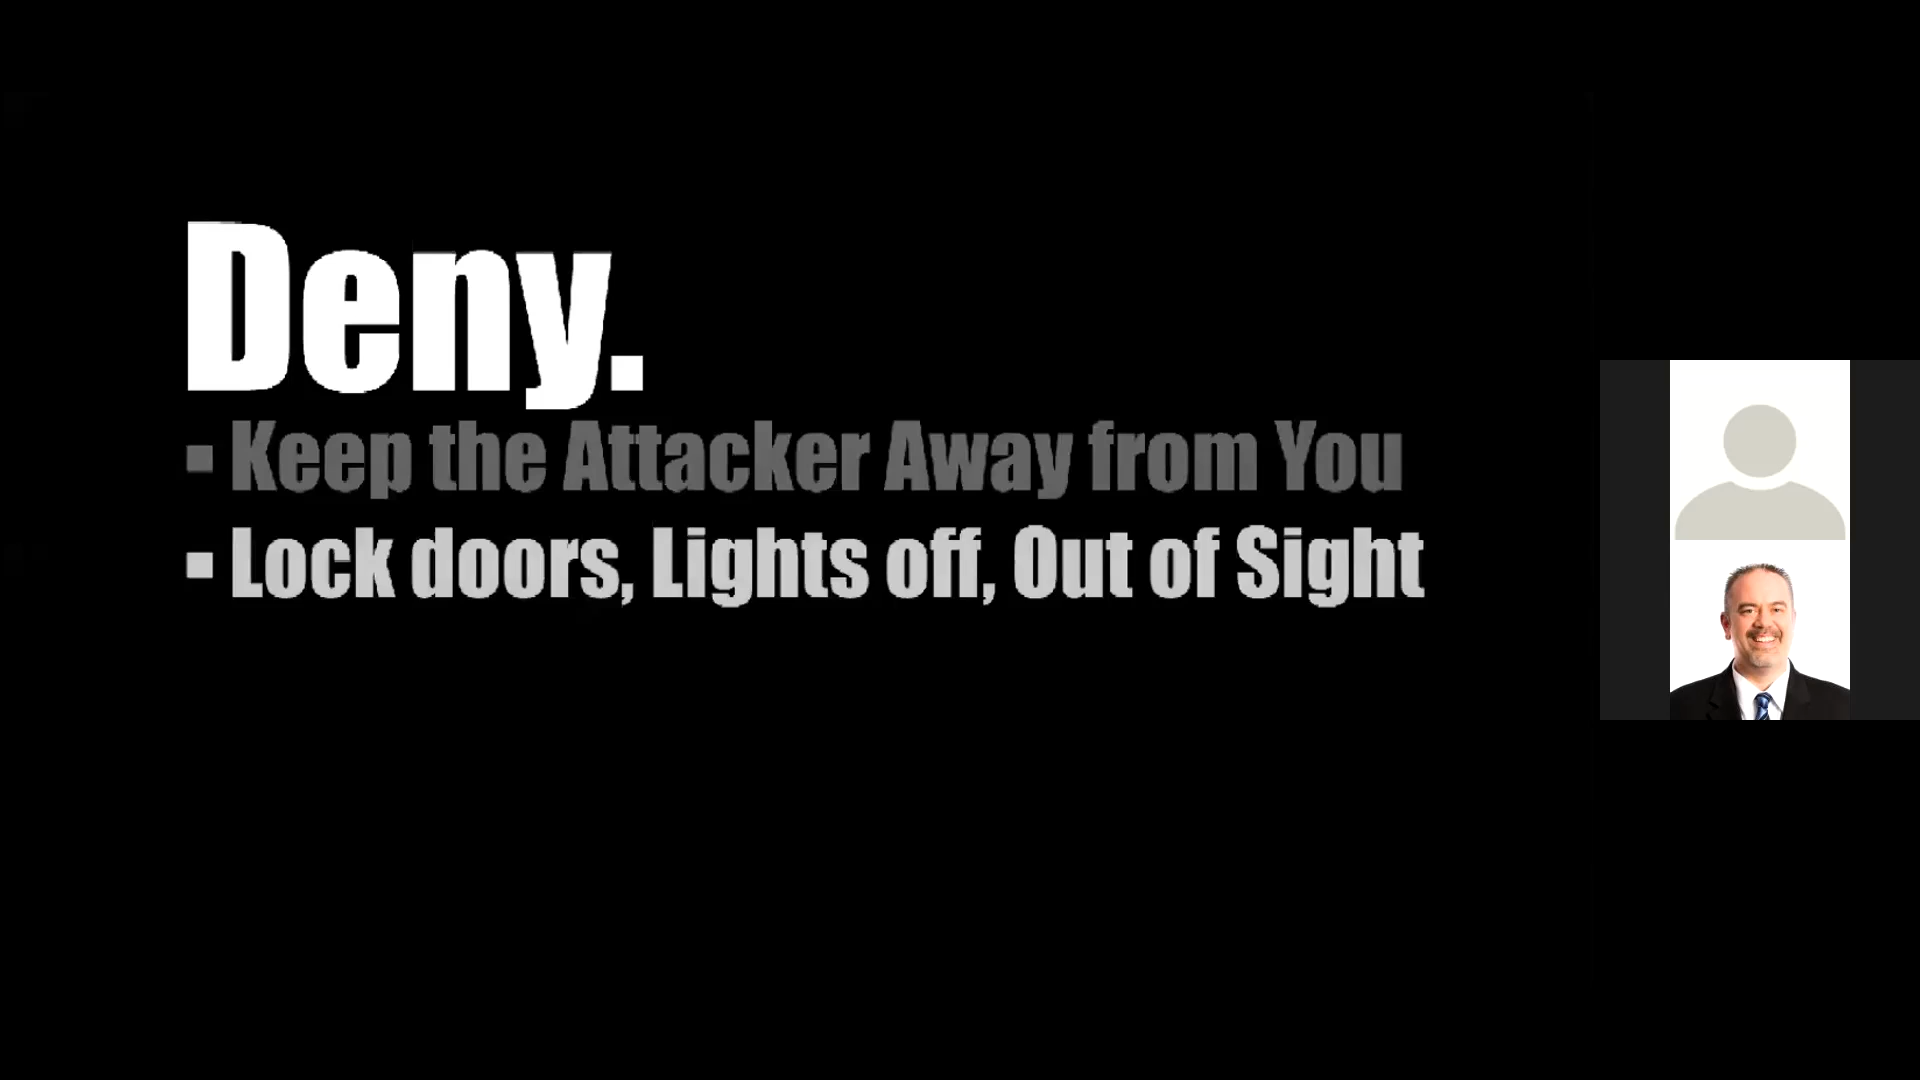 Deny.
▪ Keep the Attacker Away from You
▪ Lock doors, Lights off, Out of Sight